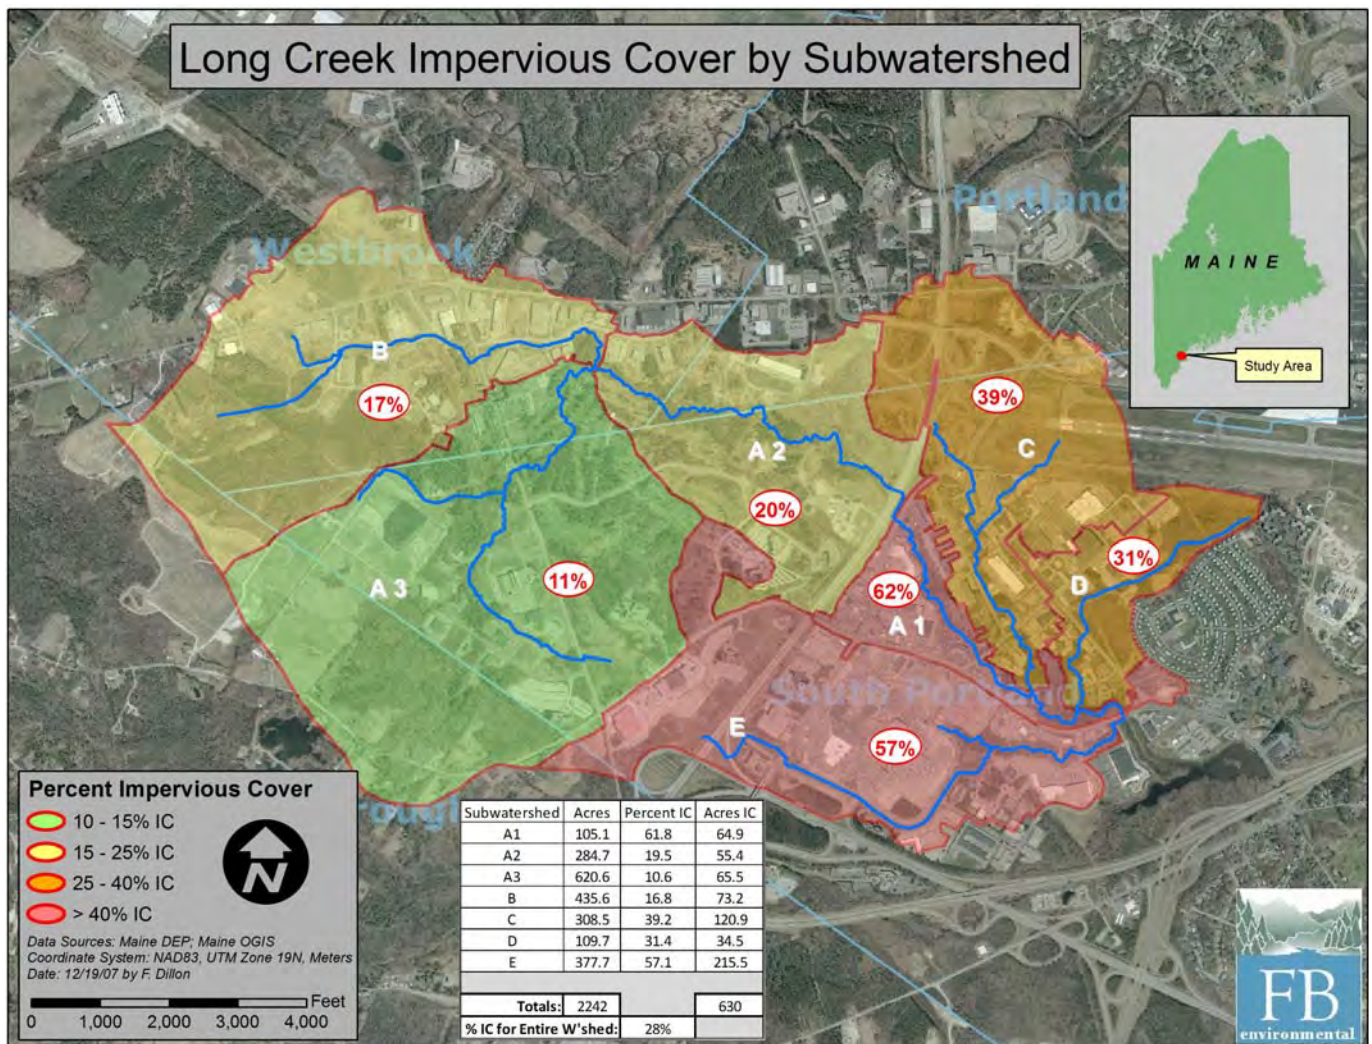 Long Creek Impervious Cover by Subwatershed
Portland
Westbrook
MAINE
Study Area
B
17%
39%
C
A 2
20%
31%
D
A 3
11%
62%
A 1
South Portland
E
57%
rough
Percent Impervious Cover
10 - 15% IC
15 - 25% IC
25 - 40% IC
> 40% IC
N
Data Sources: Maine DEP; Maine OGIS
Coordinate System: NAD83, UTM Zone 19N, Meters
Date: 12/19/07 by F. Dillon
Feet
0 1,000 2,000 3,000 4,000
Subwatershed Acres Percent IC Acres IC
A1 105.1 61.8 64.9
A2 284.7 19.5 55.4
A3 620.6 10.6 65.5
B 435.6 16.8 73.2
C 308.5 39.2 120.9
D 109.7 31.4 34.5
E 377.7 57.1 215.5
Totals: 2242 630
% IC for Entire W'shed: 28%
FB
environmental